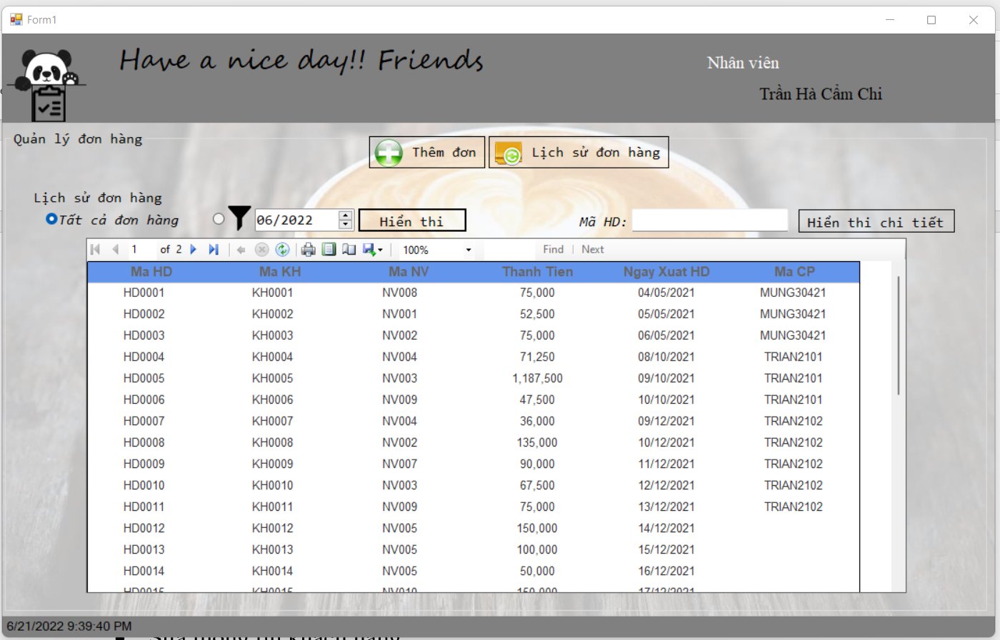 Form1
Have a nice day!! Friends
Nhân viên
Trần Hà Cẩm Chi
Quản lý đơn hàng
Thêm đơn
Lịch sử đơn hàng
Lịch sử đơn hàng
Tất cả đơn hàng
06/2022
Hiển thi
Mã HD:
Hiển thi chi tiết
1 of 2 100% Find | Next
Ma HD Ma KH Ma NV Thanh Tien Ngay Xuat HD Ma CP
HD0001 KH0001 NV008 75,000 04/05/2021 MUNG30421
HD0002 KH0002 NV001 52,500 05/05/2021 MUNG30421
HD0003 KH0003 NV002 75,000 06/05/2021 MUNG30421
HD0004 KH0004 NV004 71,250 08/10/2021 TRIAN2101
HD0005 KH0005 NV003 1,187,500 09/10/2021 TRIAN2101
HD0006 KH0006 NV009 47,500 10/10/2021 TRIAN2101
HD0007 KH0007 NV004 36,000 09/12/2021 TRIAN2102
HD0008 KH0008 NV002 135,000 10/12/2021 TRIAN2102
HD0009 KH0009 NV007 90,000 11/12/2021 TRIAN2102
HD0010 KH0010 NV003 67,500 12/12/2021 TRIAN2102
HD0011 KH0011 NV009 75,000 13/12/2021 TRIAN2102
HD0012 KH0012 NV005 150,000 14/12/2021
HD0013 KH0013 NV005 100,000 15/12/2021
HD0014 KH0014 NV005 50,000 16/12/2021
HD0015 KH0015 NV010 150,000 17/12/2021
6/21/2022 9:39:40 PM